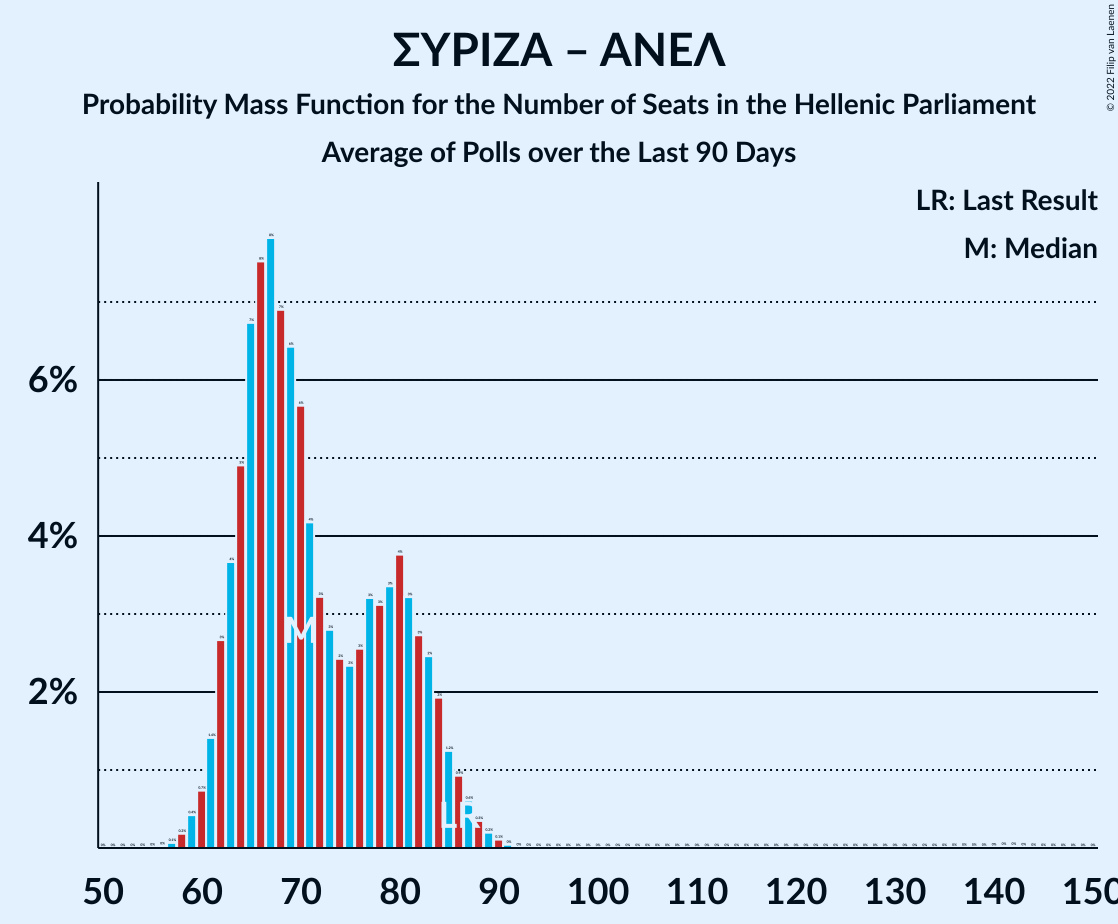 ΣΥΡΙΖΑ – ΑΝΕΛ
Probability Mass Function for the Number of Seats in the Hellenic Parliament
Average of Polls over the Last 90 Days
© 2022 Filip van Laenen
LR: Last Result
M: Median
6%
4%
2%
M
LR
50 60 70 80 90 100 110 120 130 140 150